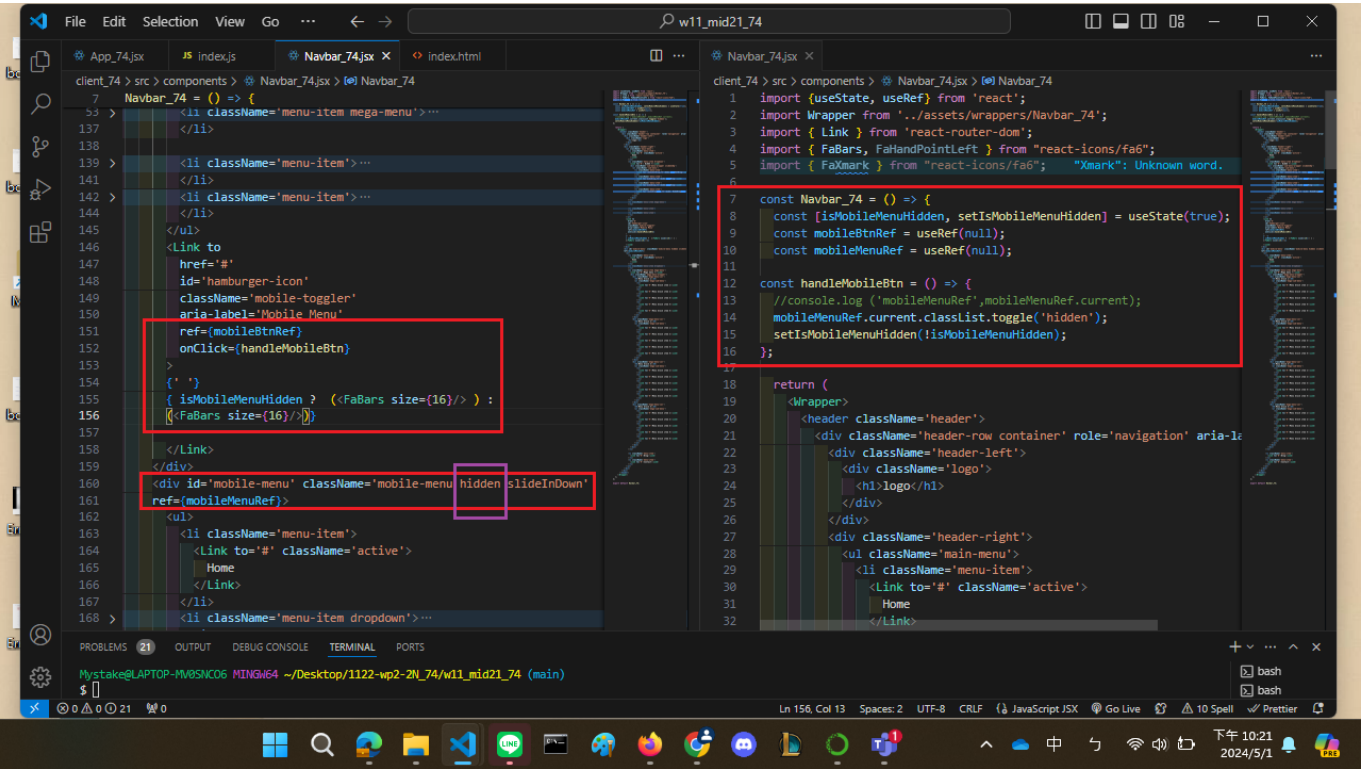 File Edit Selection View Go ··· w11_mid21_74
App_74.jsx JS index.js Navbar_74.jsx index.html
client_74 > src > components > Navbar_74.jsx > Navbar_74
7 Navbar_74 = () => {
53 <li className='menu-item mega-menu'>···
137 </li>
138
139 <li className='menu-item'>···
141 </li>
142 <li className='menu-item'>···
144 </li>
145 </ul>
146 <Link to
147 href='#'
148 id='hamburger-icon'
149 className='mobile-toggler'
150 aria-label='Mobile Menu'
151 ref={mobileBtnRef}
152 onClick={handleMobileBtn}
153 >
154 {' '}
155 { isMobileMenuHidden ? (<FaBars size={16}/> ) :
156 (<FaBars size={16}/>)}
157
158 </Link>
159 </div>
160 <div id='mobile-menu' className='mobile-menu hidden slideInDown'
161 ref={mobileMenuRef}>
162 <ul>
163 <li className='menu-item'>
164 <Link to='#' className='active'>
165 Home
166 </Link>
167 </li>
168 <li className='menu-item dropdown'>···
Navbar_74.jsx
client_74 > src > components > Navbar_74.jsx > Navbar_74
1 import {useState, useRef} from 'react';
2 import Wrapper from '../assets/wrappers/Navbar_74';
3 import { Link } from 'react-router-dom';
4 import { FaBars, FaHandPointLeft } from "react-icons/fa6";
5 import { FaXmark } from "react-icons/fa6"; "Xmark": Unknown word.
6
7 const Navbar_74 = () => {
8 const [isMobileMenuHidden, setIsMobileMenuHidden] = useState(true);
9 const mobileBtnRef = useRef(null);
10 const mobileMenuRef = useRef(null);
11
12 const handleMobileBtn = () => {
13 //console.log ('mobileMenuRef',mobileMenuRef.current);
14 mobileMenuRef.current.classList.toggle('hidden');
15 setIsMobileMenuHidden(!isMobileMenuHidden);
16 };
17
18 return (
19 <Wrapper>
20 <header className='header'>
21 <div className='header-row container' role='navigation' aria-la
22 <div className='header-left'>
23 <div className='logo'>
24 <h1>logo</h1>
25 </div>
26 </div>
27 <div className='header-right'>
28 <ul className='main-menu'>
29 <li className='menu-item'>
30 <Link to='#' className='active'>
31 Home
32 </Link>
PROBLEMS 21 OUTPUT DEBUG CONSOLE TERMINAL PORTS
Mystake@LAPTOP-MV0SNCO6 MINGW64 ~/Desktop/1122-wp2-2N_74/w11_mid21_74 (main)
$
bash
bash
0 0 21 0 Ln 156, Col 13 Spaces: 2 UTF-8 CRLF JavaScript JSX Go Live 10 Spell Prettier
LINE 1 中 ㄣ 下午 10:21
2024/5/1
PRE